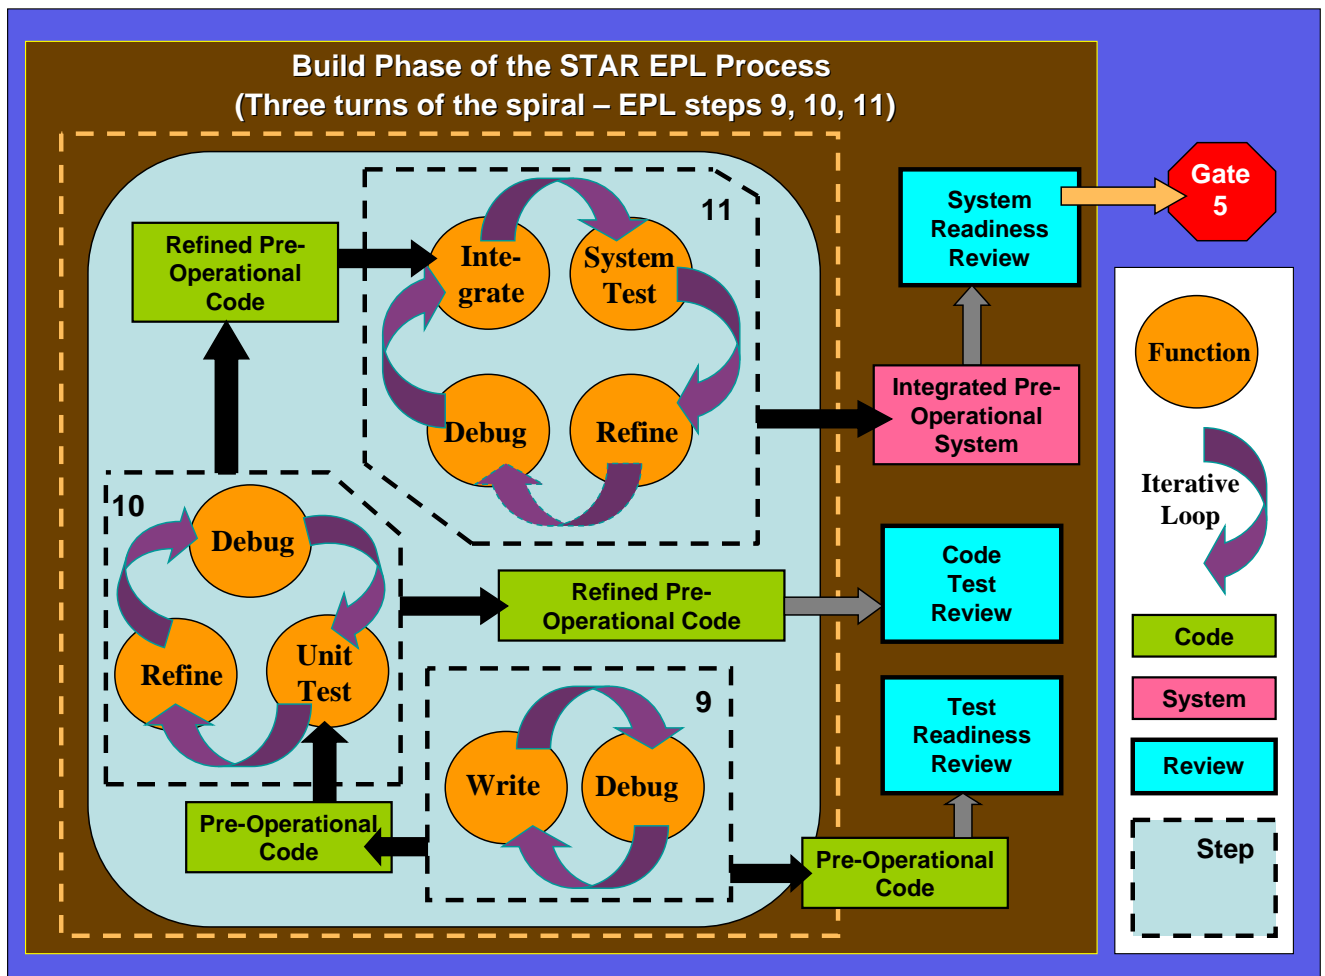 Build Phase of the STAR EPL Process
(Three turns of the spiral – EPL steps 9, 10, 11)
Gate
5
System
Readiness
Review
11
Refined Pre-
Operational
Code
Inte-
grate
System
Test
Debug
Refine
Integrated Pre-
Operational
System
10
Debug
Refine
Unit
Test
Refined Pre-
Operational Code
Code
Test
Review
9
Write
Debug
Test
Readiness
Review
Pre-Operational
Code
Pre-Operational
Code
Function
Iterative
Loop
Code
System
Review
Step